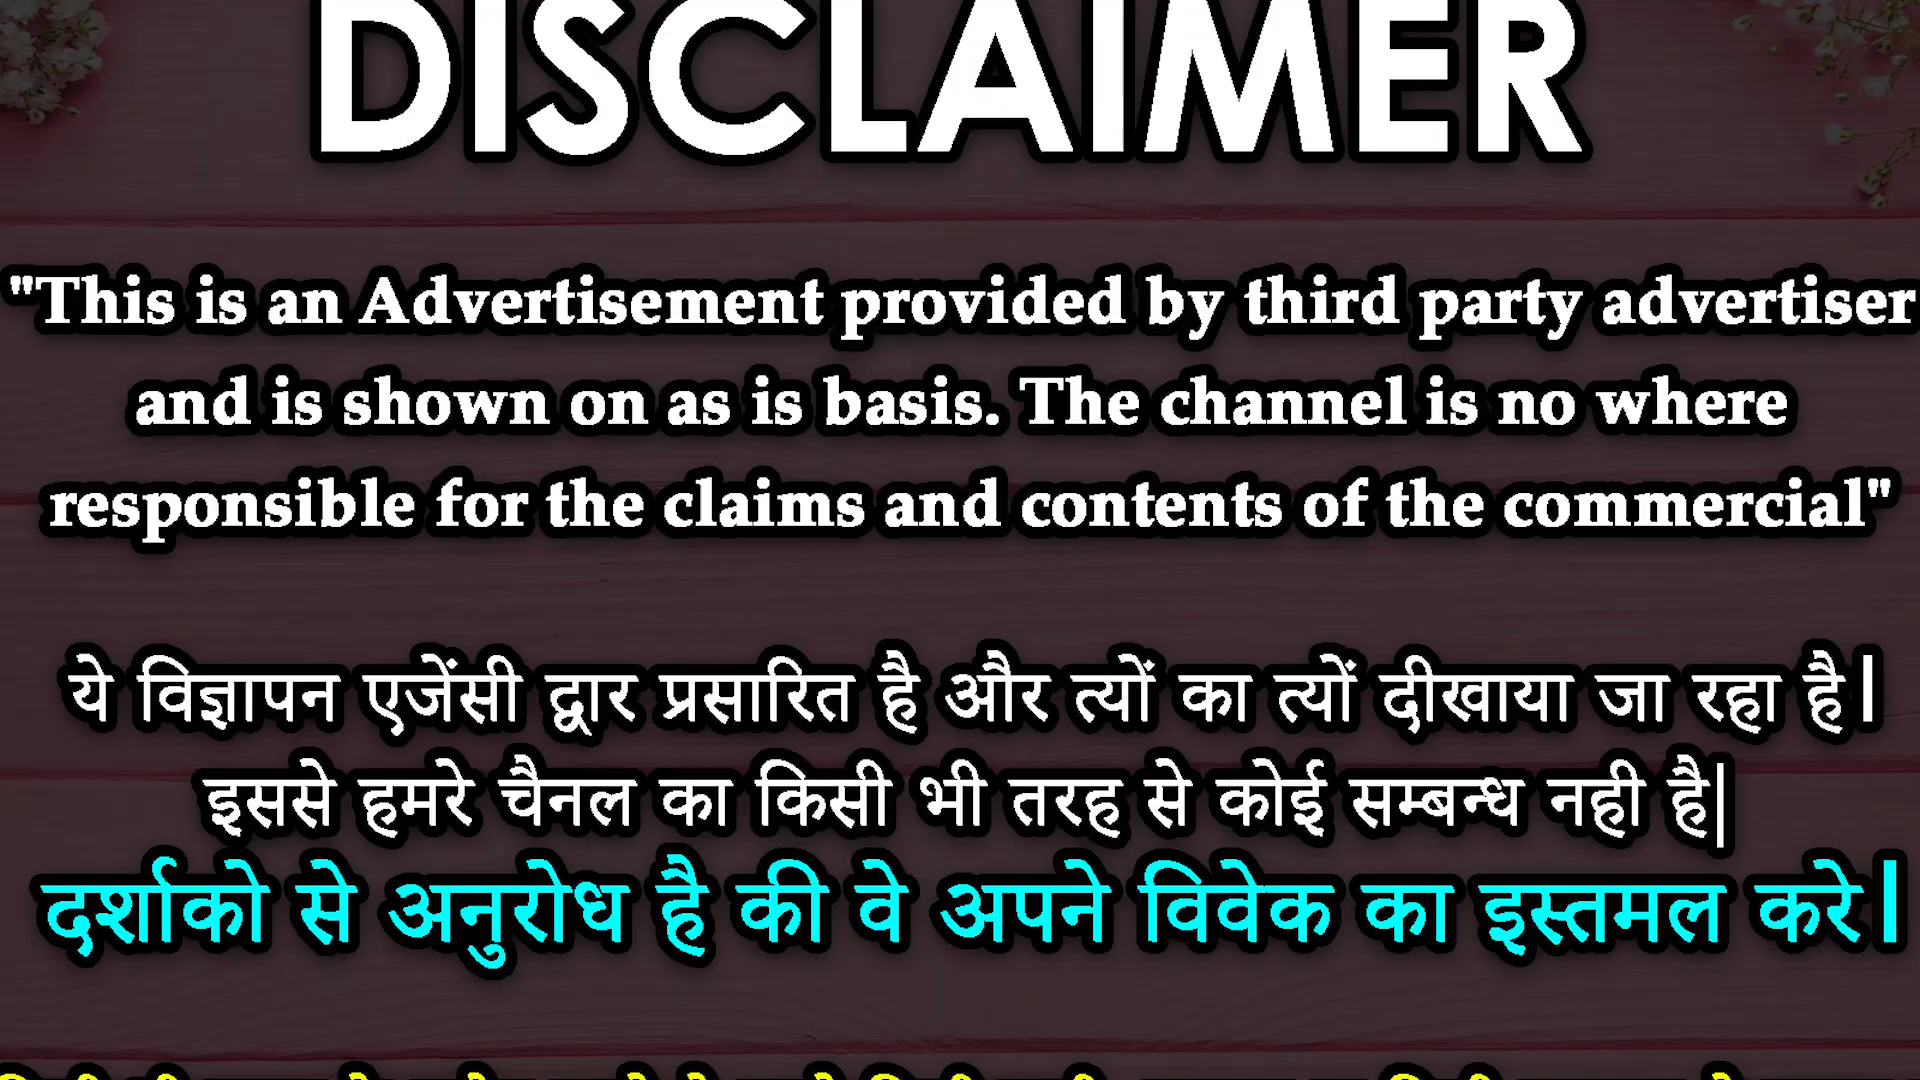 DISCLAIMER
"This is an Advertisement provided by third party advertiser
and is shown on as is basis. The channel is no where
responsible for the claims and contents of the commercial"
ये विज्ञापन एजेंसी द्वार प्रसारित है और त्यों का त्यों दीखाया जा रहा है।
इससे हमरे चैनल का किसी भी तरह से कोई सम्बन्ध नही है|
दर्शाको से अनुरोध है की वे अपने विवेक का इस्तमल करे।